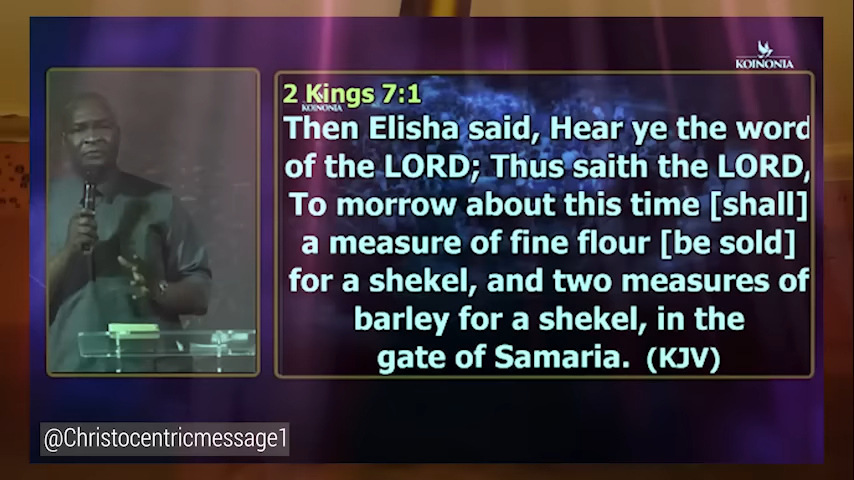 KOINONIA
2 Kings 7:1
KOINONIA
Then Elisha said, Hear ye the word
of the LORD; Thus saith the LORD,
To morrow about this time [shall]
a measure of fine flour [be sold]
for a shekel, and two measures of
barley for a shekel, in the
gate of Samaria. (KJV)
@Christocentricmessage1